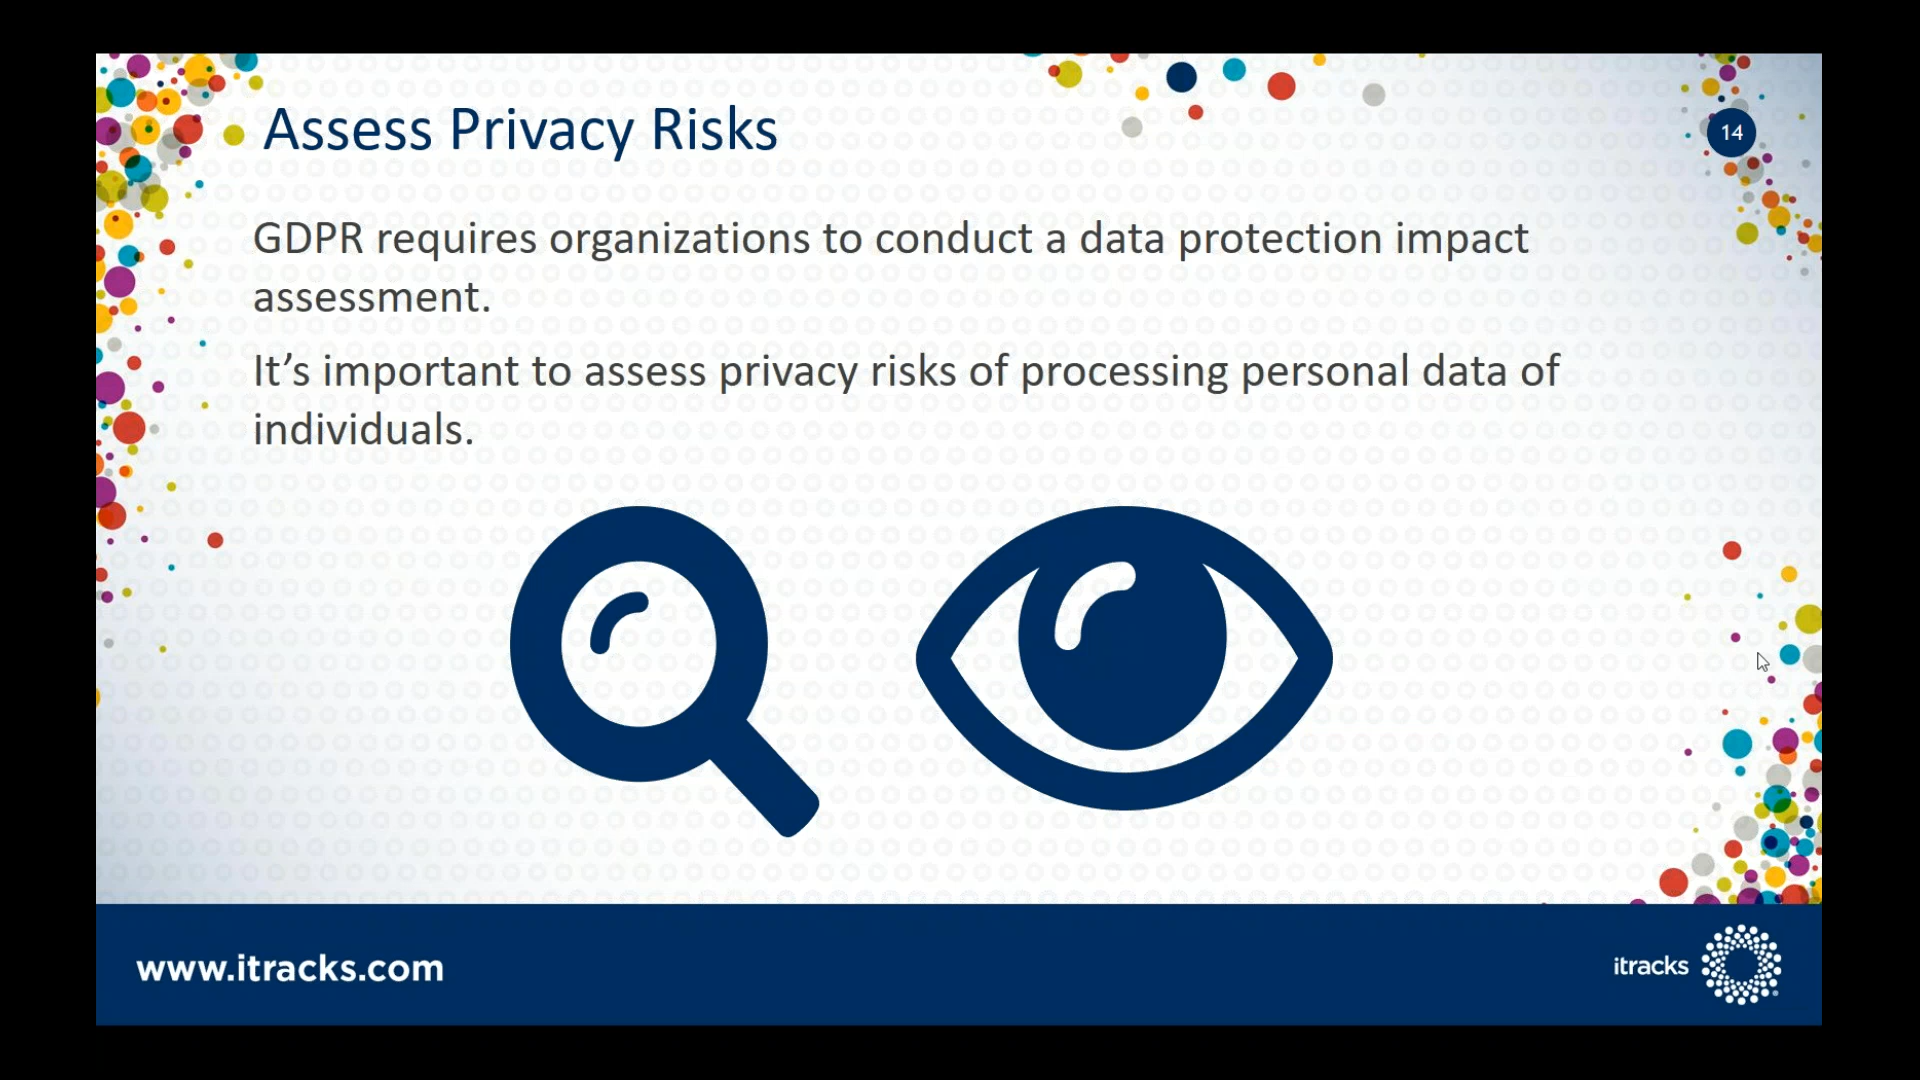 Assess Privacy Risks
14
GDPR requires organizations to conduct a data protection impact
assessment.
It’s important to assess privacy risks of processing personal data of
individuals.
www.itracks.com
itracks